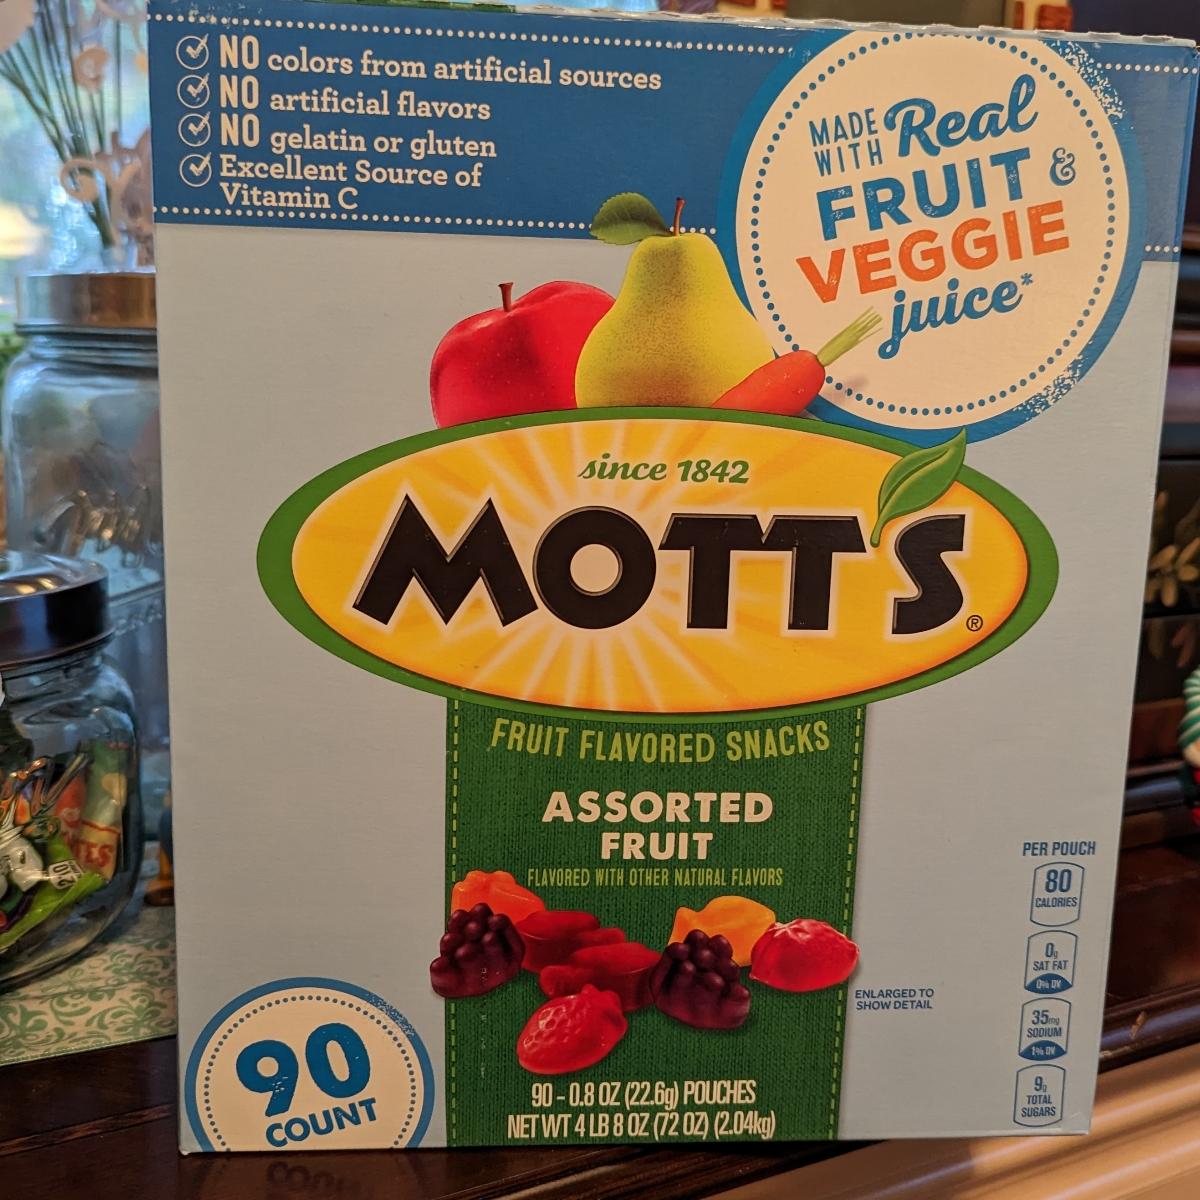 NO colors from artificial sources
NO artificial flavors
NO gelatin or gluten
Excellent Source of
Vitamin C
MADE WITH Real
FRUIT &
VEGGIE
juice*
since 1842
MOTT'S®
FRUIT FLAVORED SNACKS
ASSORTED
FRUIT
FLAVORED WITH OTHER NATURAL FLAVORS
PER POUCH
80
CALORIES
0g
SAT FAT
0% DV
35mg
SODIUM
1% DV
9g
TOTAL
SUGARS
ENLARGED TO
SHOW DETAIL
90
COUNT
90 - 0.8 OZ (22.6g) POUCHES
NET WT 4 LB 8 OZ (72 OZ) (2.04kg)